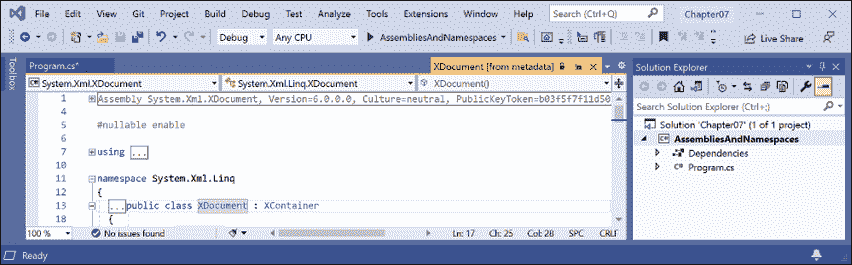 File Edit View Git Project Build Debug Test Analyze Tools Extensions Window Help Search (Ctrl+Q) Chapter07
Debug Any CPU AssembliesAndNamespaces Live Share
Toolbox
Program.cs* XDocument [from metadata]
System.Xml.XDocument System.Xml.Linq.XDocument XDocument()
1 Assembly System.Xml.XDocument, Version=6.0.0.0, Culture=neutral, PublicKeyToken=b03f5f7f11d50
4
5 #nullable enable
6
7 using ...
10
11 namespace System.Xml.Linq
12 {
13 ...public class XDocument : XContainer
18 {
100 % No issues found Ln: 17 Ch: 25 Col: 28 SPC CRLF
Solution Explorer
Search Solution Explorer (Ctrl+;)
Solution 'Chapter07' (1 of 1 project)
AssembliesAndNamespaces
Dependencies
C# Program.cs
Ready